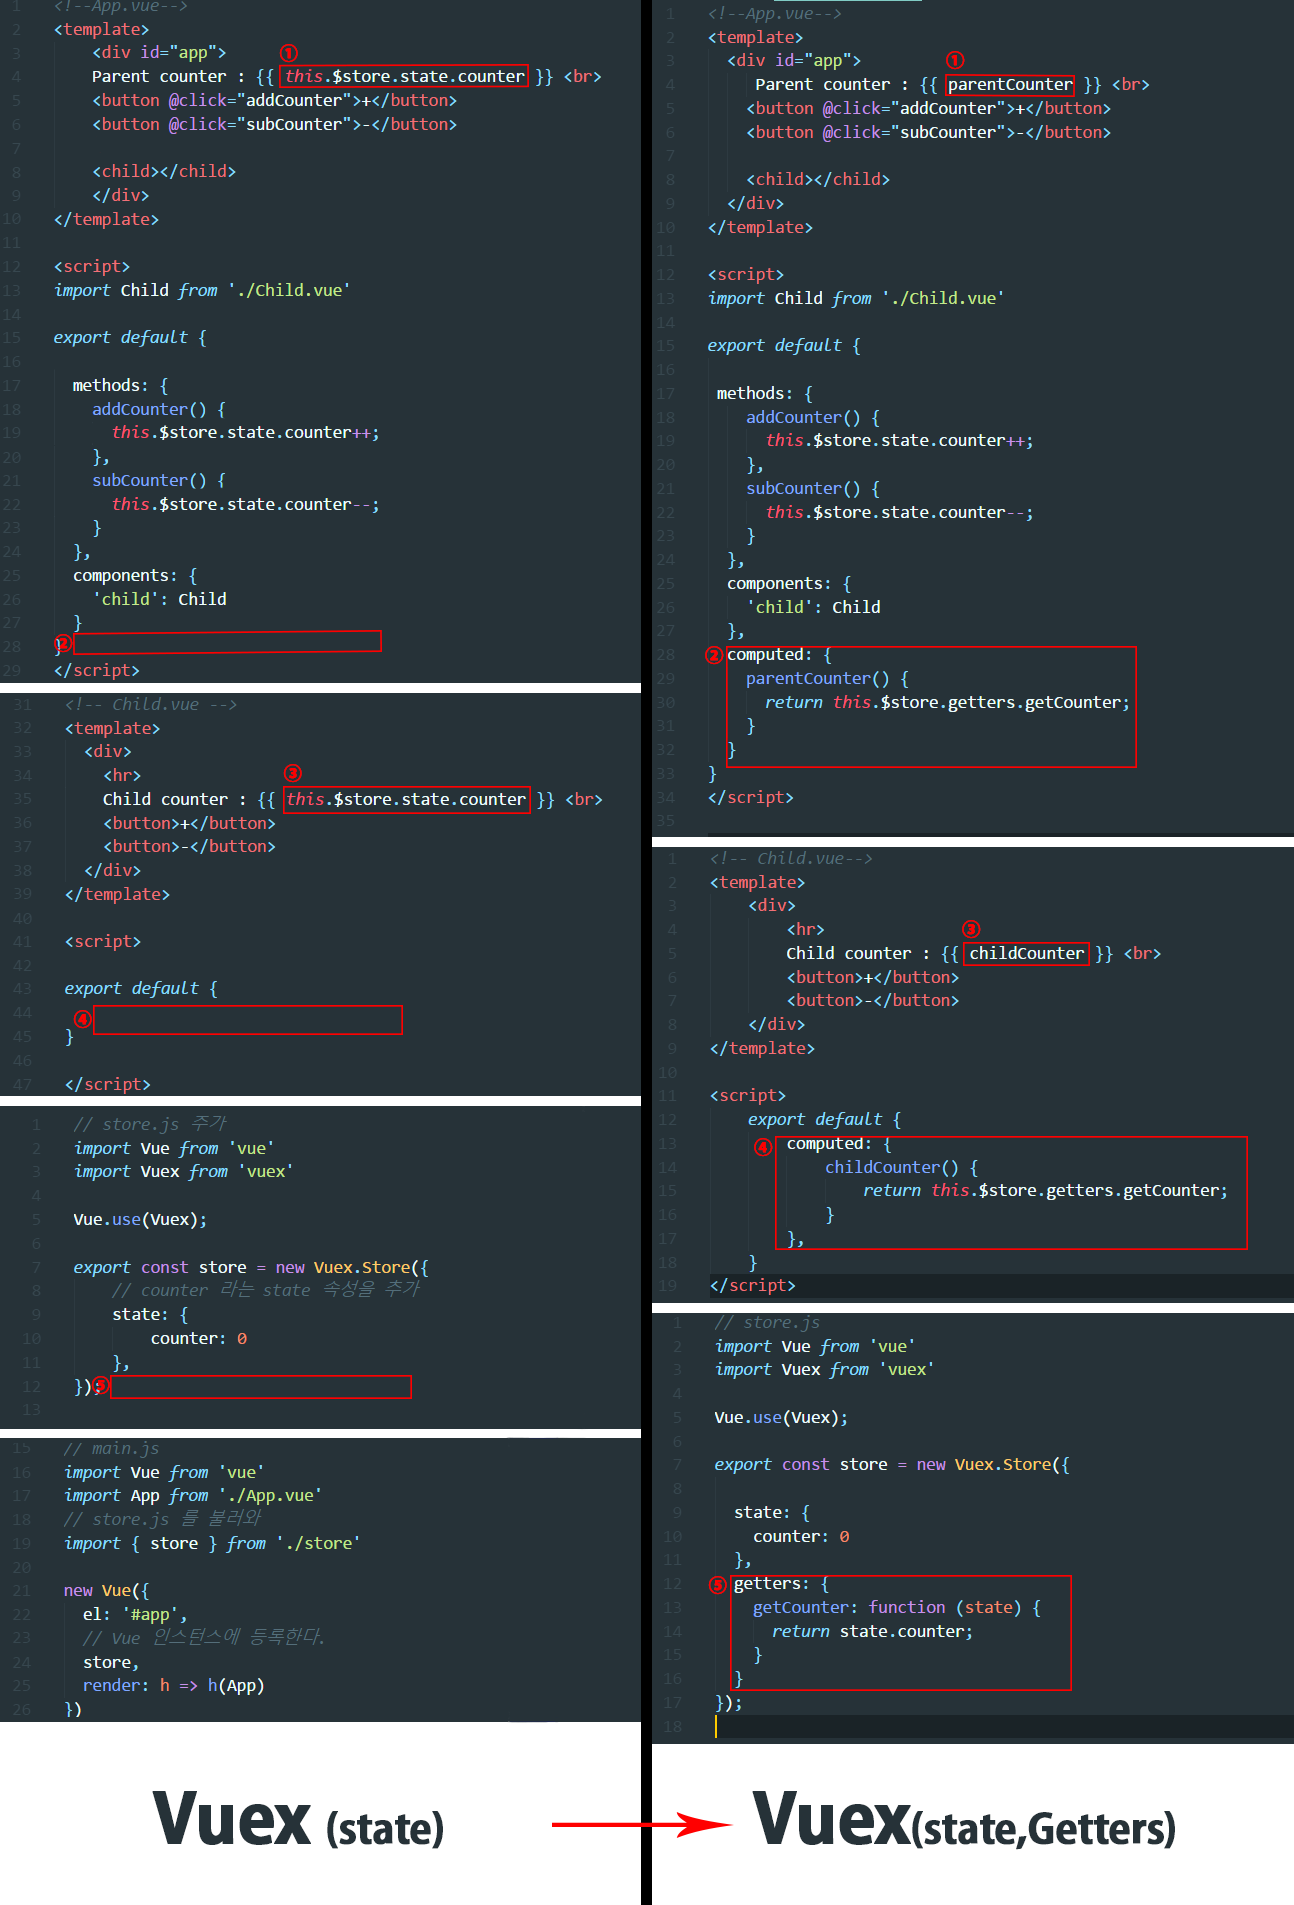 1 <!--App.vue-->
2 <template>
3 <div id="app">
①
4 Parent counter : {{ this.$store.state.counter }} <br>
5 <button @click="addCounter">+</button>
6 <button @click="subCounter">-</button>
7
8 <child></child>
9 </div>
10 </template>
11
12 <script>
13 import Child from './Child.vue'
14
15 export default {
16
17 methods: {
18 addCounter() {
19 this.$store.state.counter++;
20 },
21 subCounter() {
22 this.$store.state.counter--;
23 }
24 },
25 components: {
26 'child': Child
27 }
28 } ②
29 </script>
31 <!-- Child.vue -->
32 <template>
33 <div>
34 <hr>
③
35 Child counter : {{ this.$store.state.counter }} <br>
36 <button>+</button>
37 <button>-</button>
38 </div>
39 </template>
40
41 <script>
42
43 export default {
44 ④
45 }
46
47 </script>
1 // store.js 추가
2 import Vue from 'vue'
3 import Vuex from 'vuex'
4
5 Vue.use(Vuex);
6
7 export const store = new Vuex.Store({
8 // counter 라는 state 속성을 추가
9 state: {
10 counter: 0
11 },
12 }); ⑤
13
15 // main.js
16 import Vue from 'vue'
17 import App from './App.vue'
18 // store.js 를 불러와
19 import { store } from './store'
20
21 new Vue({
22 el: '#app',
23 // Vue 인스턴스에 등록한다.
24 store,
25 render: h => h(App)
26 })
Vuex (state)
1 <!--App.vue-->
2 <template>
3 <div id="app">
①
4 Parent counter : {{ parentCounter }} <br>
5 <button @click="addCounter">+</button>
6 <button @click="subCounter">-</button>
7
8 <child></child>
9 </div>
10 </template>
11
12 <script>
13 import Child from './Child.vue'
14
15 export default {
16
17 methods: {
18 addCounter() {
19 this.$store.state.counter++;
20 },
21 subCounter() {
22 this.$store.state.counter--;
23 }
24 },
25 components: {
26 'child': Child
27 },
28 ② computed: {
29 parentCounter() {
30 return this.$store.getters.getCounter;
31 }
32 }
33 }
34 </script>
35
1 <!-- Child.vue-->
2 <template>
3 <div>
4 <hr>
③
5 Child counter : {{ childCounter }} <br>
6 <button>+</button>
7 <button>-</button>
8 </div>
9 </template>
10
11 <script>
12 export default {
13 ④ computed: {
14 childCounter() {
15 return this.$store.getters.getCounter;
16 }
17 },
18 }
19 </script>
1 // store.js
2 import Vue from 'vue'
3 import Vuex from 'vuex'
4
5 Vue.use(Vuex);
6
7 export const store = new Vuex.Store({
8
9 state: {
10 counter: 0
11 },
12 ⑤ getters: {
13 getCounter: function (state) {
14 return state.counter;
15 }
16 }
17 });
18
Vuex(state,Getters)